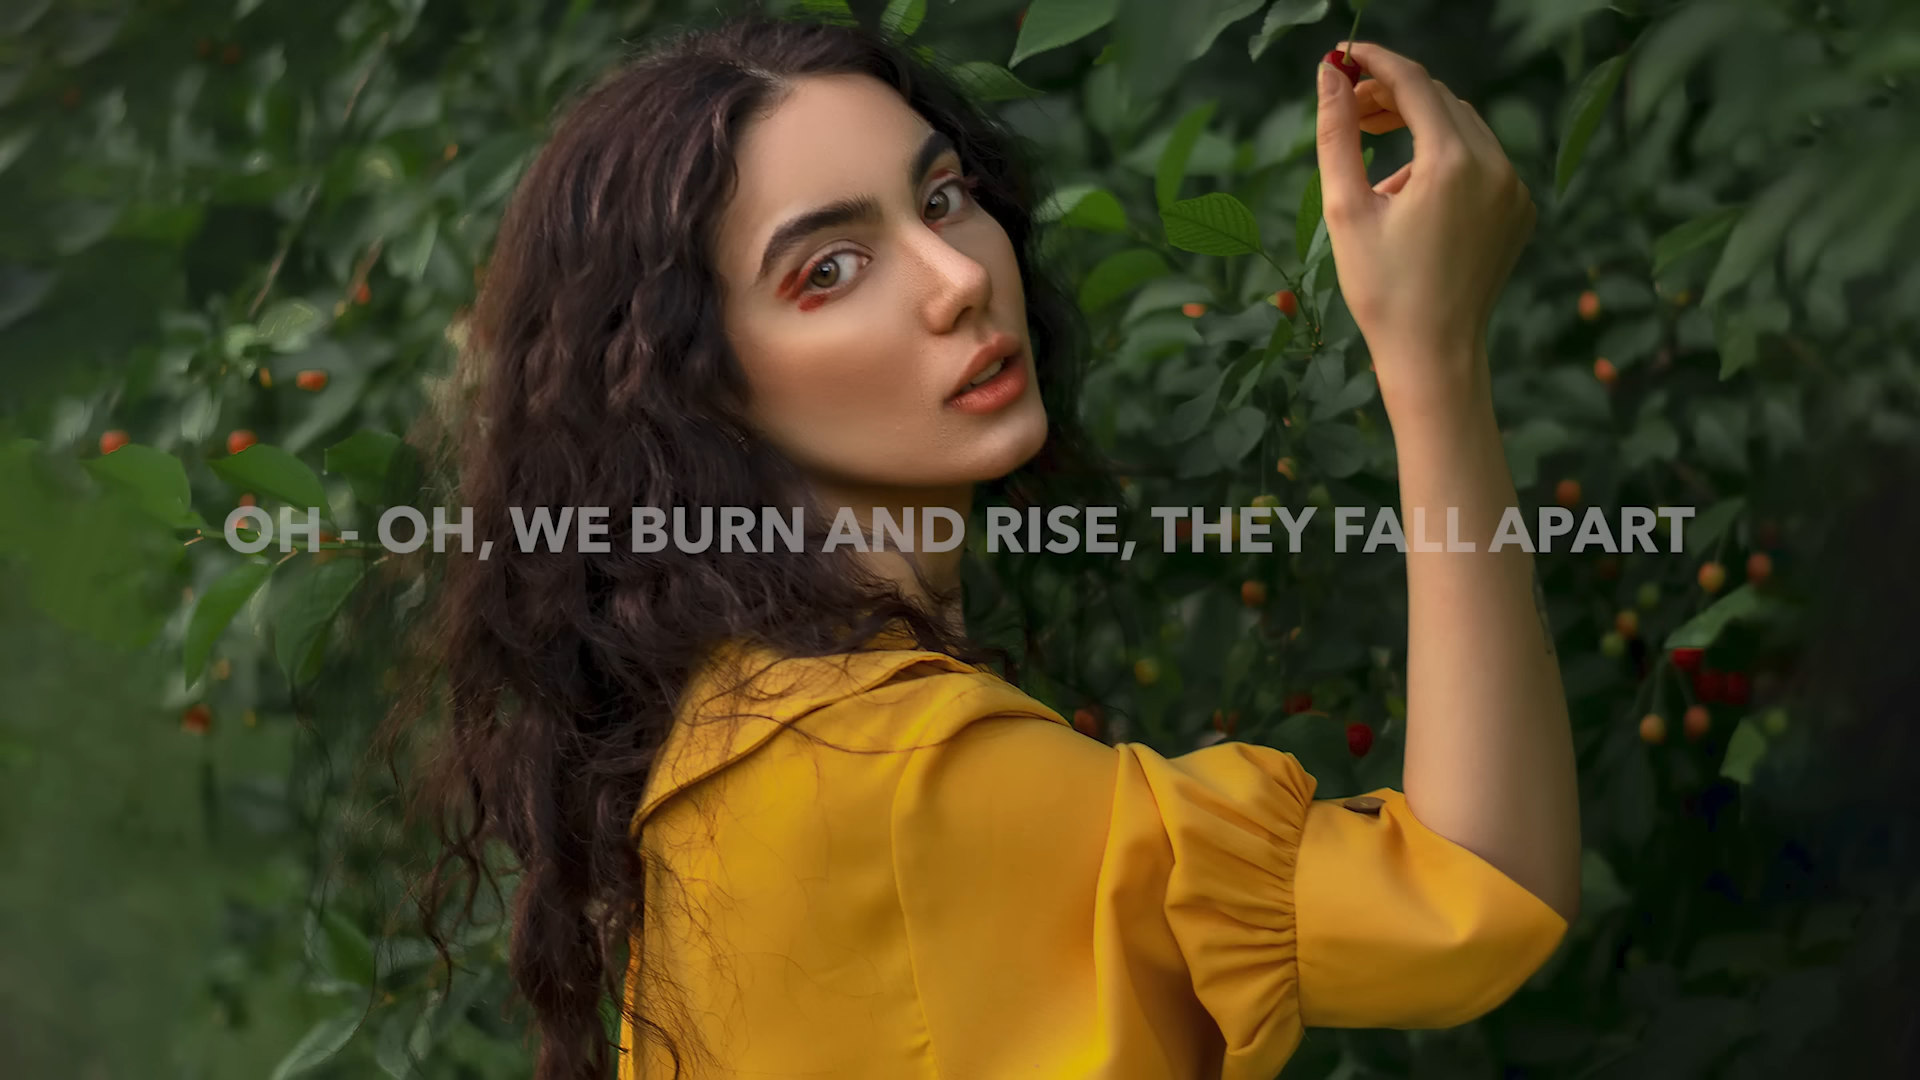 OH - OH, WE BURN AND RISE, THEY FALL APART